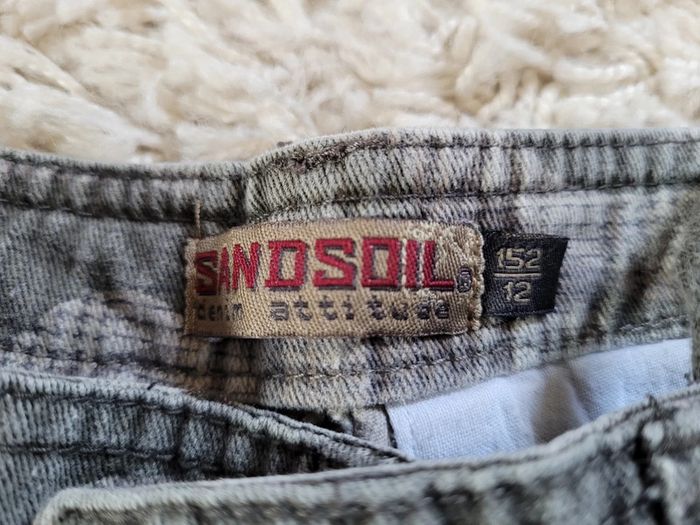 SANDSOIL®
denim attitude
152
12